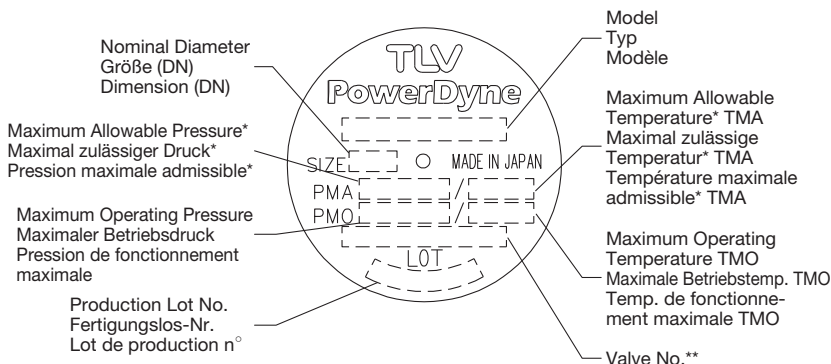 Nominal Diameter
Größe (DN)
Dimension (DN)
Maximum Allowable Pressure*
Maximal zulässiger Druck*
Pression maximale admissible*
Maximum Operating Pressure
Maximaler Betriebsdruck
Pression de fonctionnement
maximale
Production Lot No.
Fertigungslos-Nr.
Lot de production n°
TLV
PowerDyne
SIZE MADE IN JAPAN
PMA /
PMO /
LOT
Model
Typ
Modèle
Maximum Allowable
Temperature* TMA
Maximal zulässige
Temperatur* TMA
Température maximale
admissible* TMA
Maximum Operating
Temperature TMO
Maximale Betriebstemp. TMO
Temp. de fonctionne-
ment maximale TMO
Valve No.**